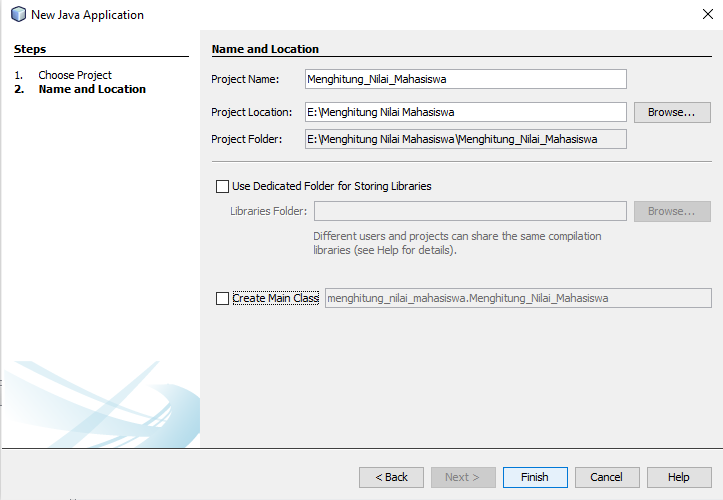 New Java Application
Steps
1. Choose Project
2. Name and Location
Name and Location
Project Name: Menghitung_Nilai_Mahasiswa
Project Location: E:\Menghitung Nilai Mahasiswa Browse...
Project Folder: E:\Menghitung Nilai Mahasiswa\Menghitung_Nilai_Mahasiswa
Use Dedicated Folder for Storing Libraries
Libraries Folder: Browse...
Different users and projects can share the same compilation
libraries (see Help for details).
Create Main Class menghitung_nilai_mahasiswa.Menghitung_Nilai_Mahasiswa
< Back Next > Finish Cancel Help